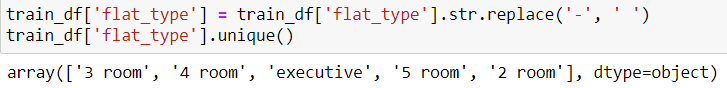 train_df['flat_type'] = train_df['flat_type'].str.replace('-', ' ')
train_df['flat_type'].unique()
array(['3 room', '4 room', 'executive', '5 room', '2 room'], dtype=object)